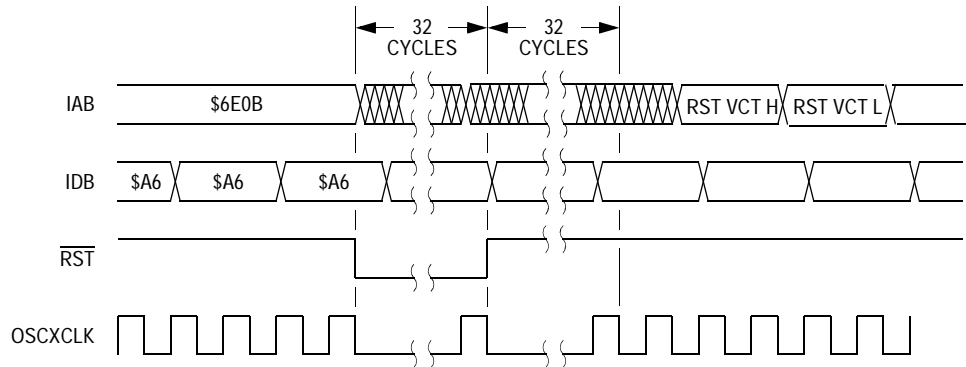 32 CYCLES
32 CYCLES
IAB
$6E0B
RST VCT H
RST VCT L
IDB
$A6
$A6
$A6
RST
OSCXCLK